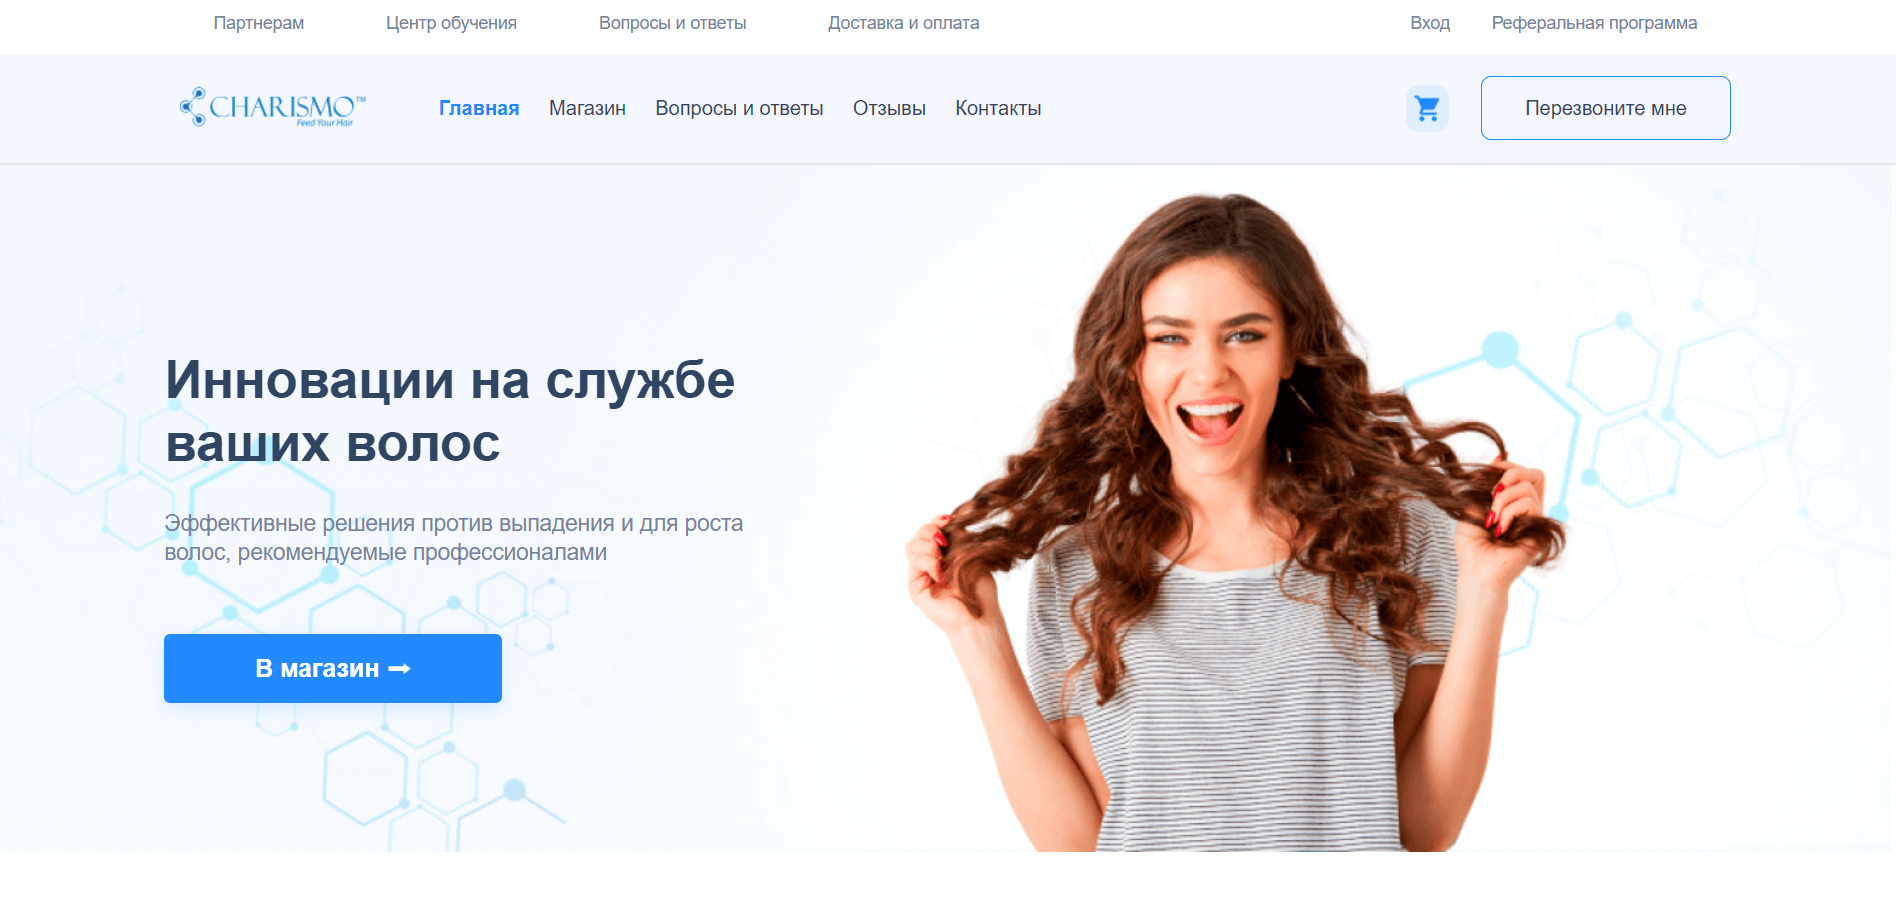 Партнерам
Центр обучения
Вопросы и ответы
Доставка и оплата
Вход
Реферальная программа
CHARISMO™
Feed Your Hair
Главная
Магазин
Вопросы и ответы
Отзывы
Контакты
Перезвоните мне
Инновации на службе
ваших волос
Эффективные решения против выпадения и для роста
волос, рекомендуемые профессионалами
В магазин ➞